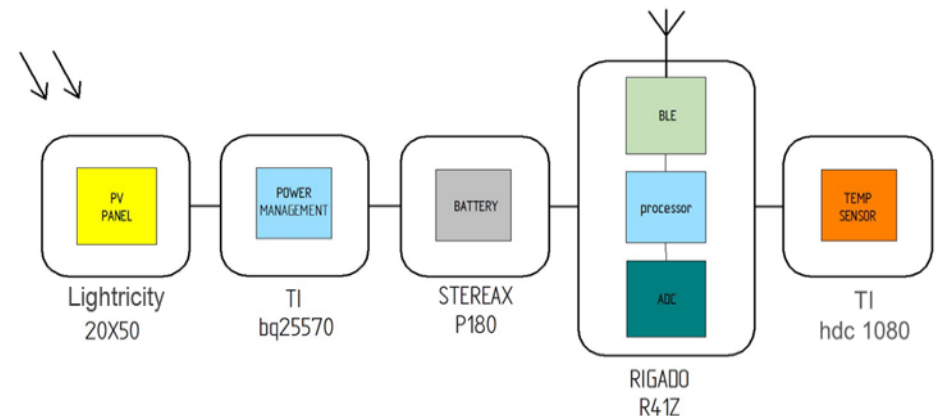 PV
PANEL
Lightricity
20X50
POWER
MANAGEMENT
TI
bq25570
BATTERY
STEREAX
P180
BLE
processor
ADC
RIGADO
R41Z
TEMP
SENSOR
TI
hdc 1080